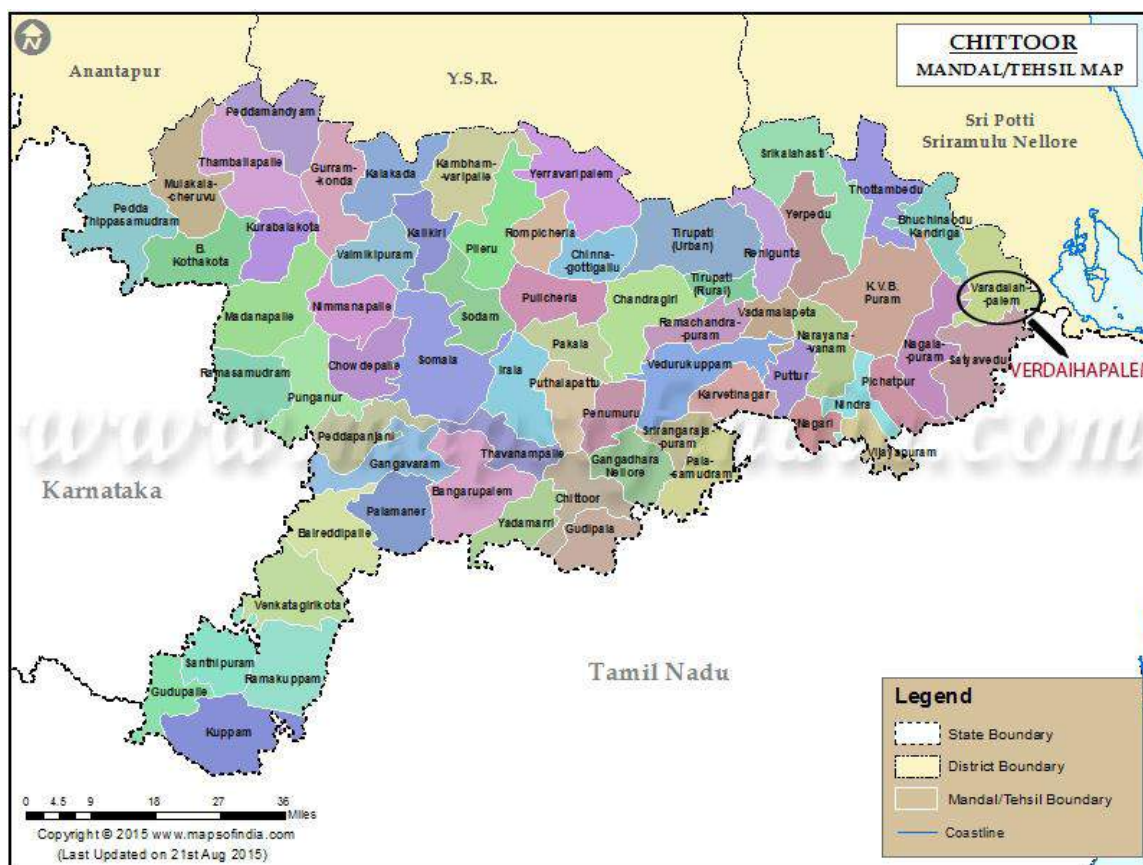 N
CHITTOOR
MANDAL/TEHSIL MAP
Anantapur
Y.S.R.
Sri Potti
Sriramulu Nellore
Peddamandyam
Thamballapalle
Mulakala-
-cheruvu
Pedda
Thippasamudram
B.
Kothakota
Kurabalakota
Gurram-
-konda
Kalakada
Kambham-
-varipalle
Yerravaripalem
Kalikiri
Pileru
Rompicherla
Valmikipuram
Chinna-
-gottigallu
Tirupati
(Urban)
Renigunta
Yerpedu
Srikalahasti
Thottambedu
Bhuchinaodu
Kandriga
Varadaiah-
-palem
VERDAIHAPALEM
K.V.B.
Puram
Tirupati
(Rural)
Chandragiri
Pulicherla
Sodam
Nimmanapalle
Madanapalle
Ramasamudram
Punganur
Chowdepalle
Somala
Irala
Pakala
Puthalapattu
Ramachandra-
-puram
Vadamalapeta
Narayana-
-vanam
Vedurukuppam
Puttur
Karvetinagar
Penumuru
Nagala-
-puram
Satyavedu
Pichatpur
Nindra
Nagari
Vijayapuram
Srirangaraja-
-puram
Pala-
-samudram
Gangadhara
Nellore
Peddapanjani
Gangavaram
Thavanampalle
Bangarupalem
Palamaner
Chittoor
Yadamarri
Gudipala
Baireddipalle
Venkatagirikota
Santhipuram
Ramakuppam
Gudupalle
Kuppam
Karnataka
Tamil Nadu
www.mapsofindia.com
Legend
State Boundary
District Boundary
Mandal/Tehsil Boundary
Coastline
0 4.5 9 18 27 36
Miles
Copyright © 2015 www.mapsofindia.com
(Last Updated on 21st Aug 2015)